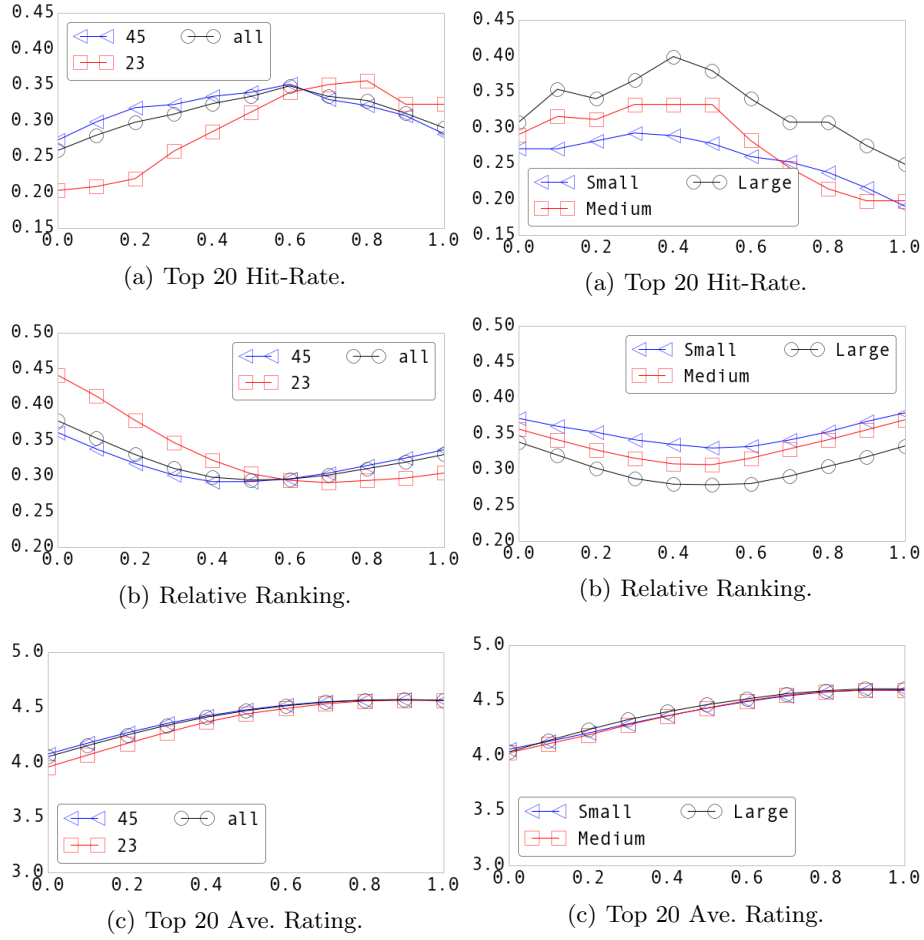 0.45
0.40
0.35
0.30
0.25
0.20
0.15
45 all
23
0.0 0.2 0.4 0.6 0.8 1.0
(a) Top 20 Hit-Rate.
0.45
0.40
0.35
0.30
0.25
0.20
0.15
Small Large
Medium
0.0 0.2 0.4 0.6 0.8 1.0
(a) Top 20 Hit-Rate.
0.50
0.45
0.40
0.35
0.30
0.25
0.20
45 all
23
0.0 0.2 0.4 0.6 0.8 1.0
(b) Relative Ranking.
0.50
0.45
0.40
0.35
0.30
0.25
0.20
Small Large
Medium
0.0 0.2 0.4 0.6 0.8 1.0
(b) Relative Ranking.
5.0
4.5
4.0
3.5
3.0
45 all
23
0.0 0.2 0.4 0.6 0.8 1.0
(c) Top 20 Ave. Rating.
5.0
4.5
4.0
3.5
3.0
Small Large
Medium
0.0 0.2 0.4 0.6 0.8 1.0
(c) Top 20 Ave. Rating.